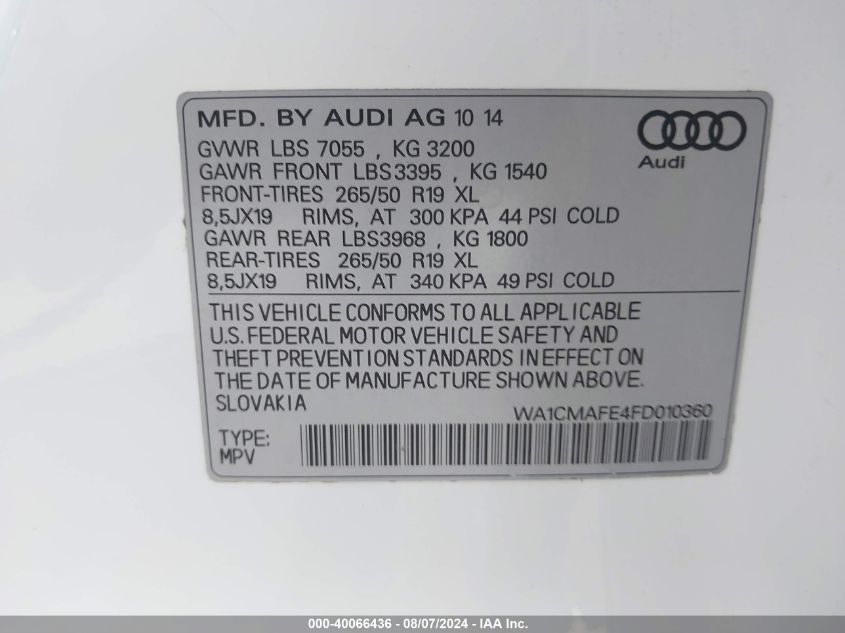 MFD. BY AUDI AG 10 14
Audi
GVWR LBS 7055 , KG 3200
GAWR FRONT LBS3395 , KG 1540
FRONT-TIRES 265/50 R19 XL
8,5JX19 RIMS, AT 300 KPA 44 PSI COLD
GAWR REAR LBS3968 , KG 1800
REAR-TIRES 265/50 R19 XL
8,5JX19 RIMS, AT 340 KPA 49 PSI COLD
THIS VEHICLE CONFORMS TO ALL APPLICABLE
U.S. FEDERAL MOTOR VEHICLE SAFETY AND
THEFT PREVENTION STANDARDS IN EFFECT ON
THE DATE OF MANUFACTURE SHOWN ABOVE.
SLOVAKIA
WA1CMAFE4FD010360
TYPE:
MPV
000-40066436 - 08/07/2024 - IAAI.com